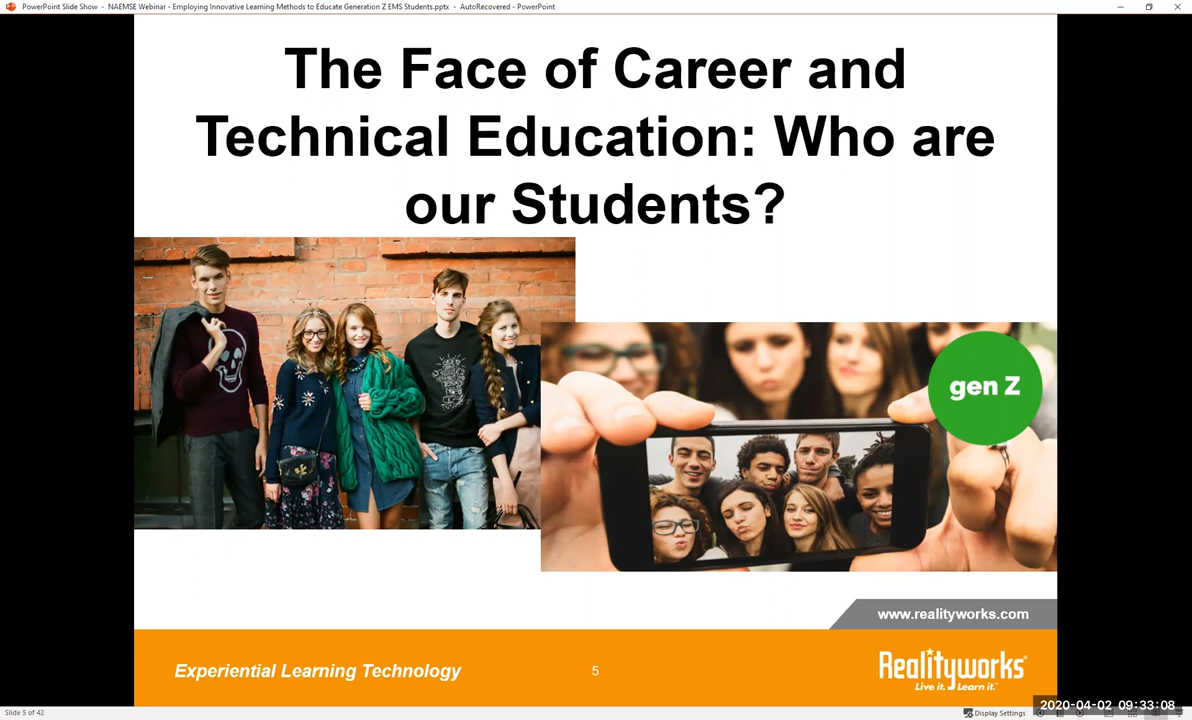 PowerPoint Slide Show - NAEMSE Webinar - Employing Innovative Learning Methods to Educate Generation Z EMS Students.pptx - AutoRecovered - PowerPoint
The Face of Career and
Technical Education: Who are
our Students?
gen Z
www.realityworks.com
Experiential Learning Technology
5
Realityworks®
Live it. Learn it.™
2020-04-02 09:33:08
Slide 5 of 42
Display Settings